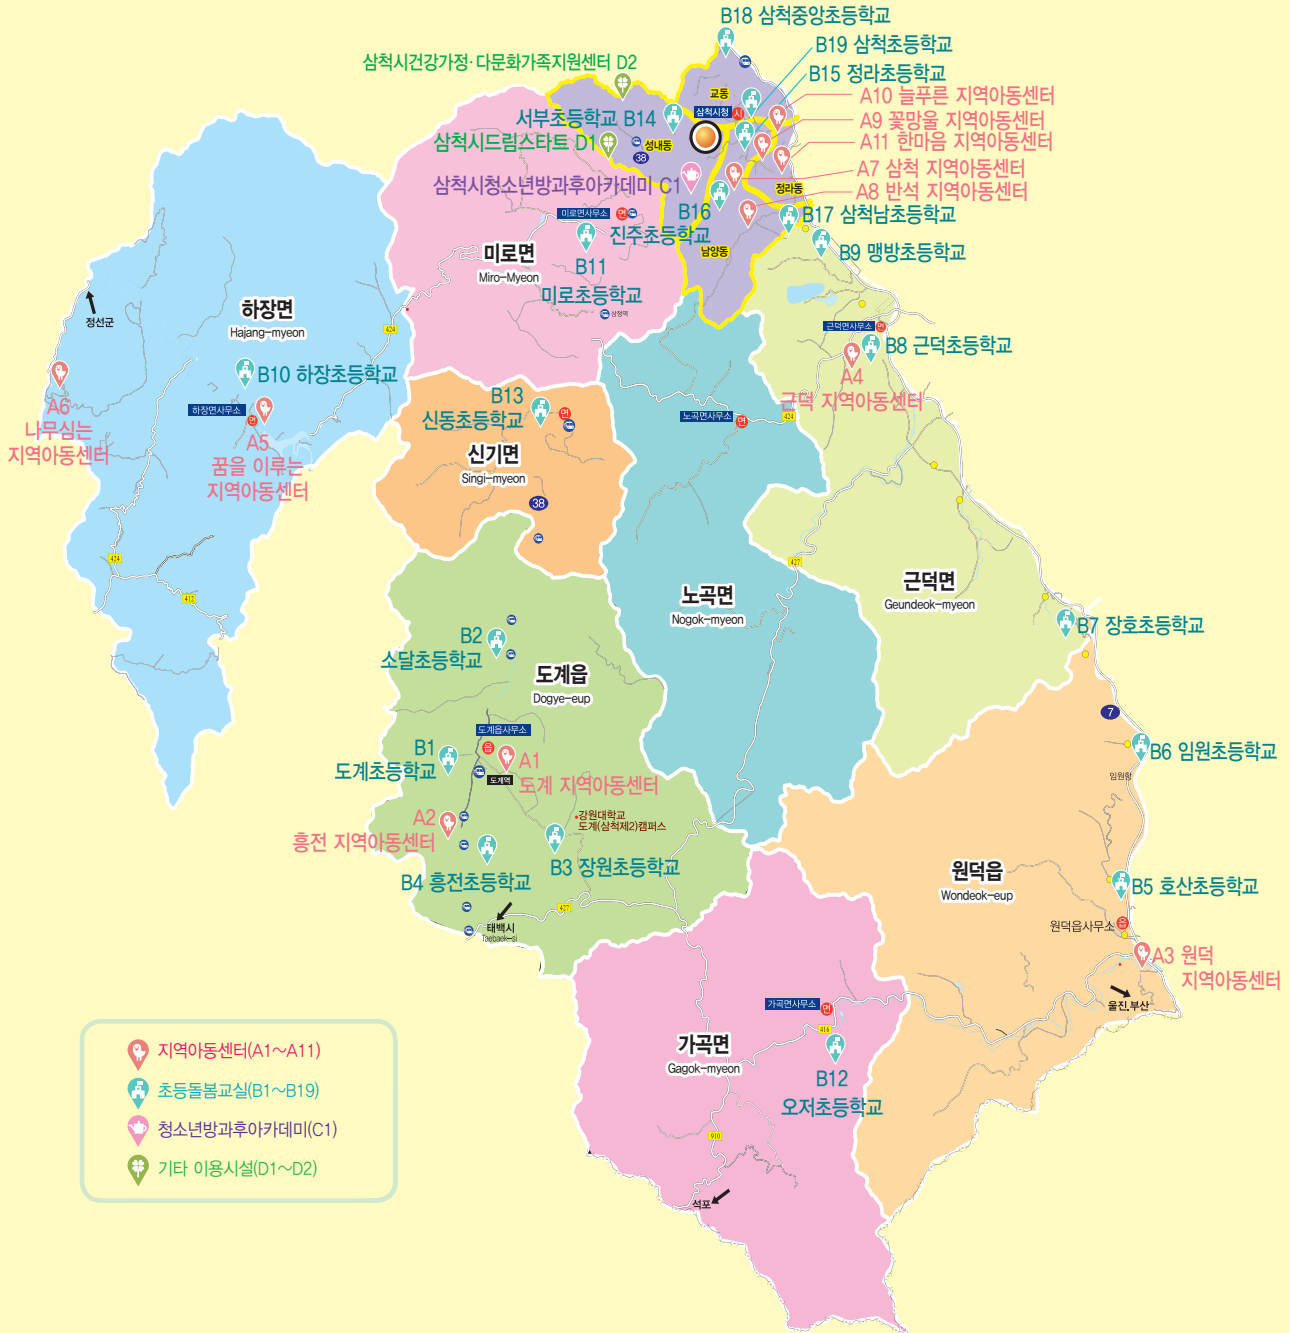 B18 삼척중앙초등학교
B19 삼척초등학교
삼척시건강가정·다문화가족지원센터 D2
B15 정라초등학교
교동
A10 늘푸른 지역아동센터
삼척시청
시
서부초등학교 B14
A9 꽃망울 지역아동센터
삼척시드림스타트 D1
성내동
A11 한마음 지역아동센터
38
A7 삼척 지역아동센터
삼척시청소년방과후아카데미 C1
정라동
A8 반석 지역아동센터
미로면사무소
면
B16
진주초등학교
B17 삼척남초등학교
미로면
Miro-Myeon
남양동
B9 맹방초등학교
B11
미로초등학교
하장면
Hajang-myeon
정선군
424
근덕면사무소
면
B8 근덕초등학교
B10 하장초등학교
A4
근덕 지역아동센터
A6
나무심는
지역아동센터
하장면사무소
면
A5
꿈을 이루는
지역아동센터
B13
신동초등학교
면
신기면
Singi-myeon
38
노곡면사무소
면
424
424
412
427
노곡면
Nogok-myeon
근덕면
Geundeok-myeon
B7 장호초등학교
B2
소달초등학교
도계읍
Dogye-eup
7
도계읍사무소
읍
B1
도계초등학교
도계역
A1
도계 지역아동센터
B6 임원초등학교
임원항
A2
흥전 지역아동센터
강원대학교
도계(삼척제2)캠퍼스
B4 흥전초등학교
B3 장원초등학교
원덕읍
Wondeok-eup
B5 호산초등학교
427
태백시
Taebaek-si
원덕읍사무소
읍
A3 원덕
지역아동센터
울진,부산
가곡면사무소
면
416
가곡면
Gagok-myeon
B12
오저초등학교
910
석포
지역아동센터(A1~A11)
초등돌봄교실(B1~B19)
청소년방과후아카데미(C1)
기타 이용시설(D1~D2)